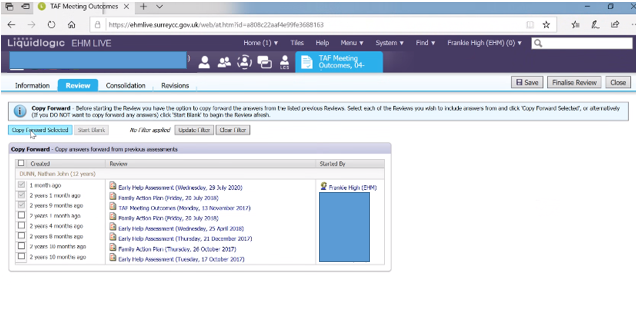 TAF Meeting Outcomes
https://ehmlive.surreycc.gov.uk/web/at.htm?id=a808c22aaf4e99fe3688163
Liquidlogic EHM LIVE Home (1) Tiles Help Menu System Find Frankie High (EHM) (0)
TAF Meeting
Outcomes, 04-
Information Review Consolidation Revisions Save Finalise Review Close
Copy Forward - Before starting the Review you have the option to copy forward the answers from the listed previous Reviews. Select each of the Reviews you wish to include answers from and click 'Copy Forward Selected', or alternatively
(If you DO NOT want to copy forward any answers) click 'Start Blank' to begin the Review afresh.
Copy Forward Selected Start Blank No Filter applied Update Filter Clear Filter
Copy Forward - Copy answers forward from previous assessments
Created Review Started By
DUNN, Nathan John (12 years)
1 month ago Early Help Assessment (Wednesday, 29 July 2020) Frankie High (EHM)
2 years 1 month ago Family Action Plan (Friday, 20 July 2018)
2 years 9 months ago TAF Meeting Outcomes (Monday, 13 November 2017)
2 years 1 month ago Family Action Plan (Friday, 20 July 2018)
2 years 4 months ago Early Help Assessment (Wednesday, 25 April 2018)
2 years 8 months ago Early Help Assessment (Thursday, 21 December 2017)
2 years 10 months ago Family Action Plan (Thursday, 26 October 2017)
2 years 10 months ago Early Help Assessment (Tuesday, 17 October 2017)